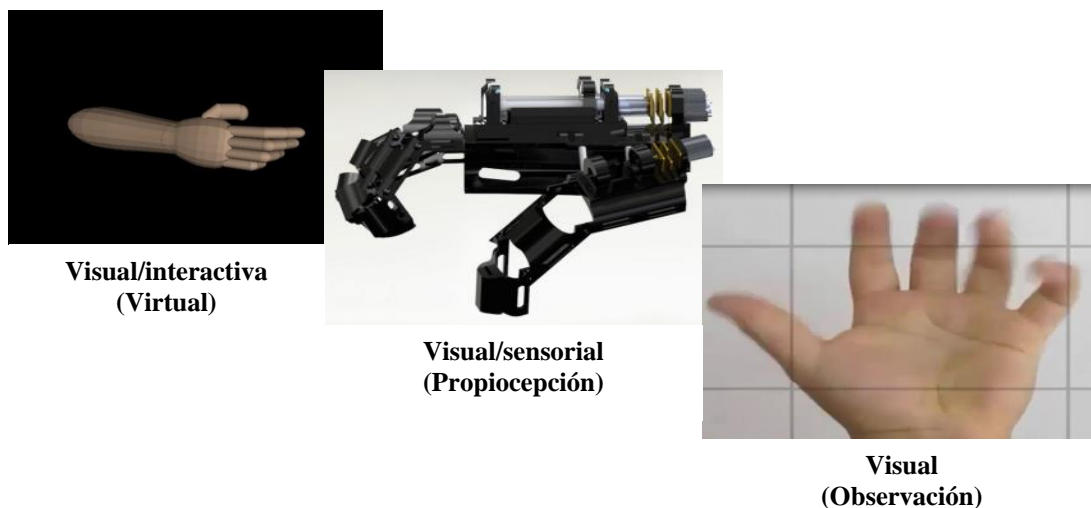 Visual/interactiva
(Virtual)
Visual/sensorial
(Propiocepción)
Visual
(Observación)